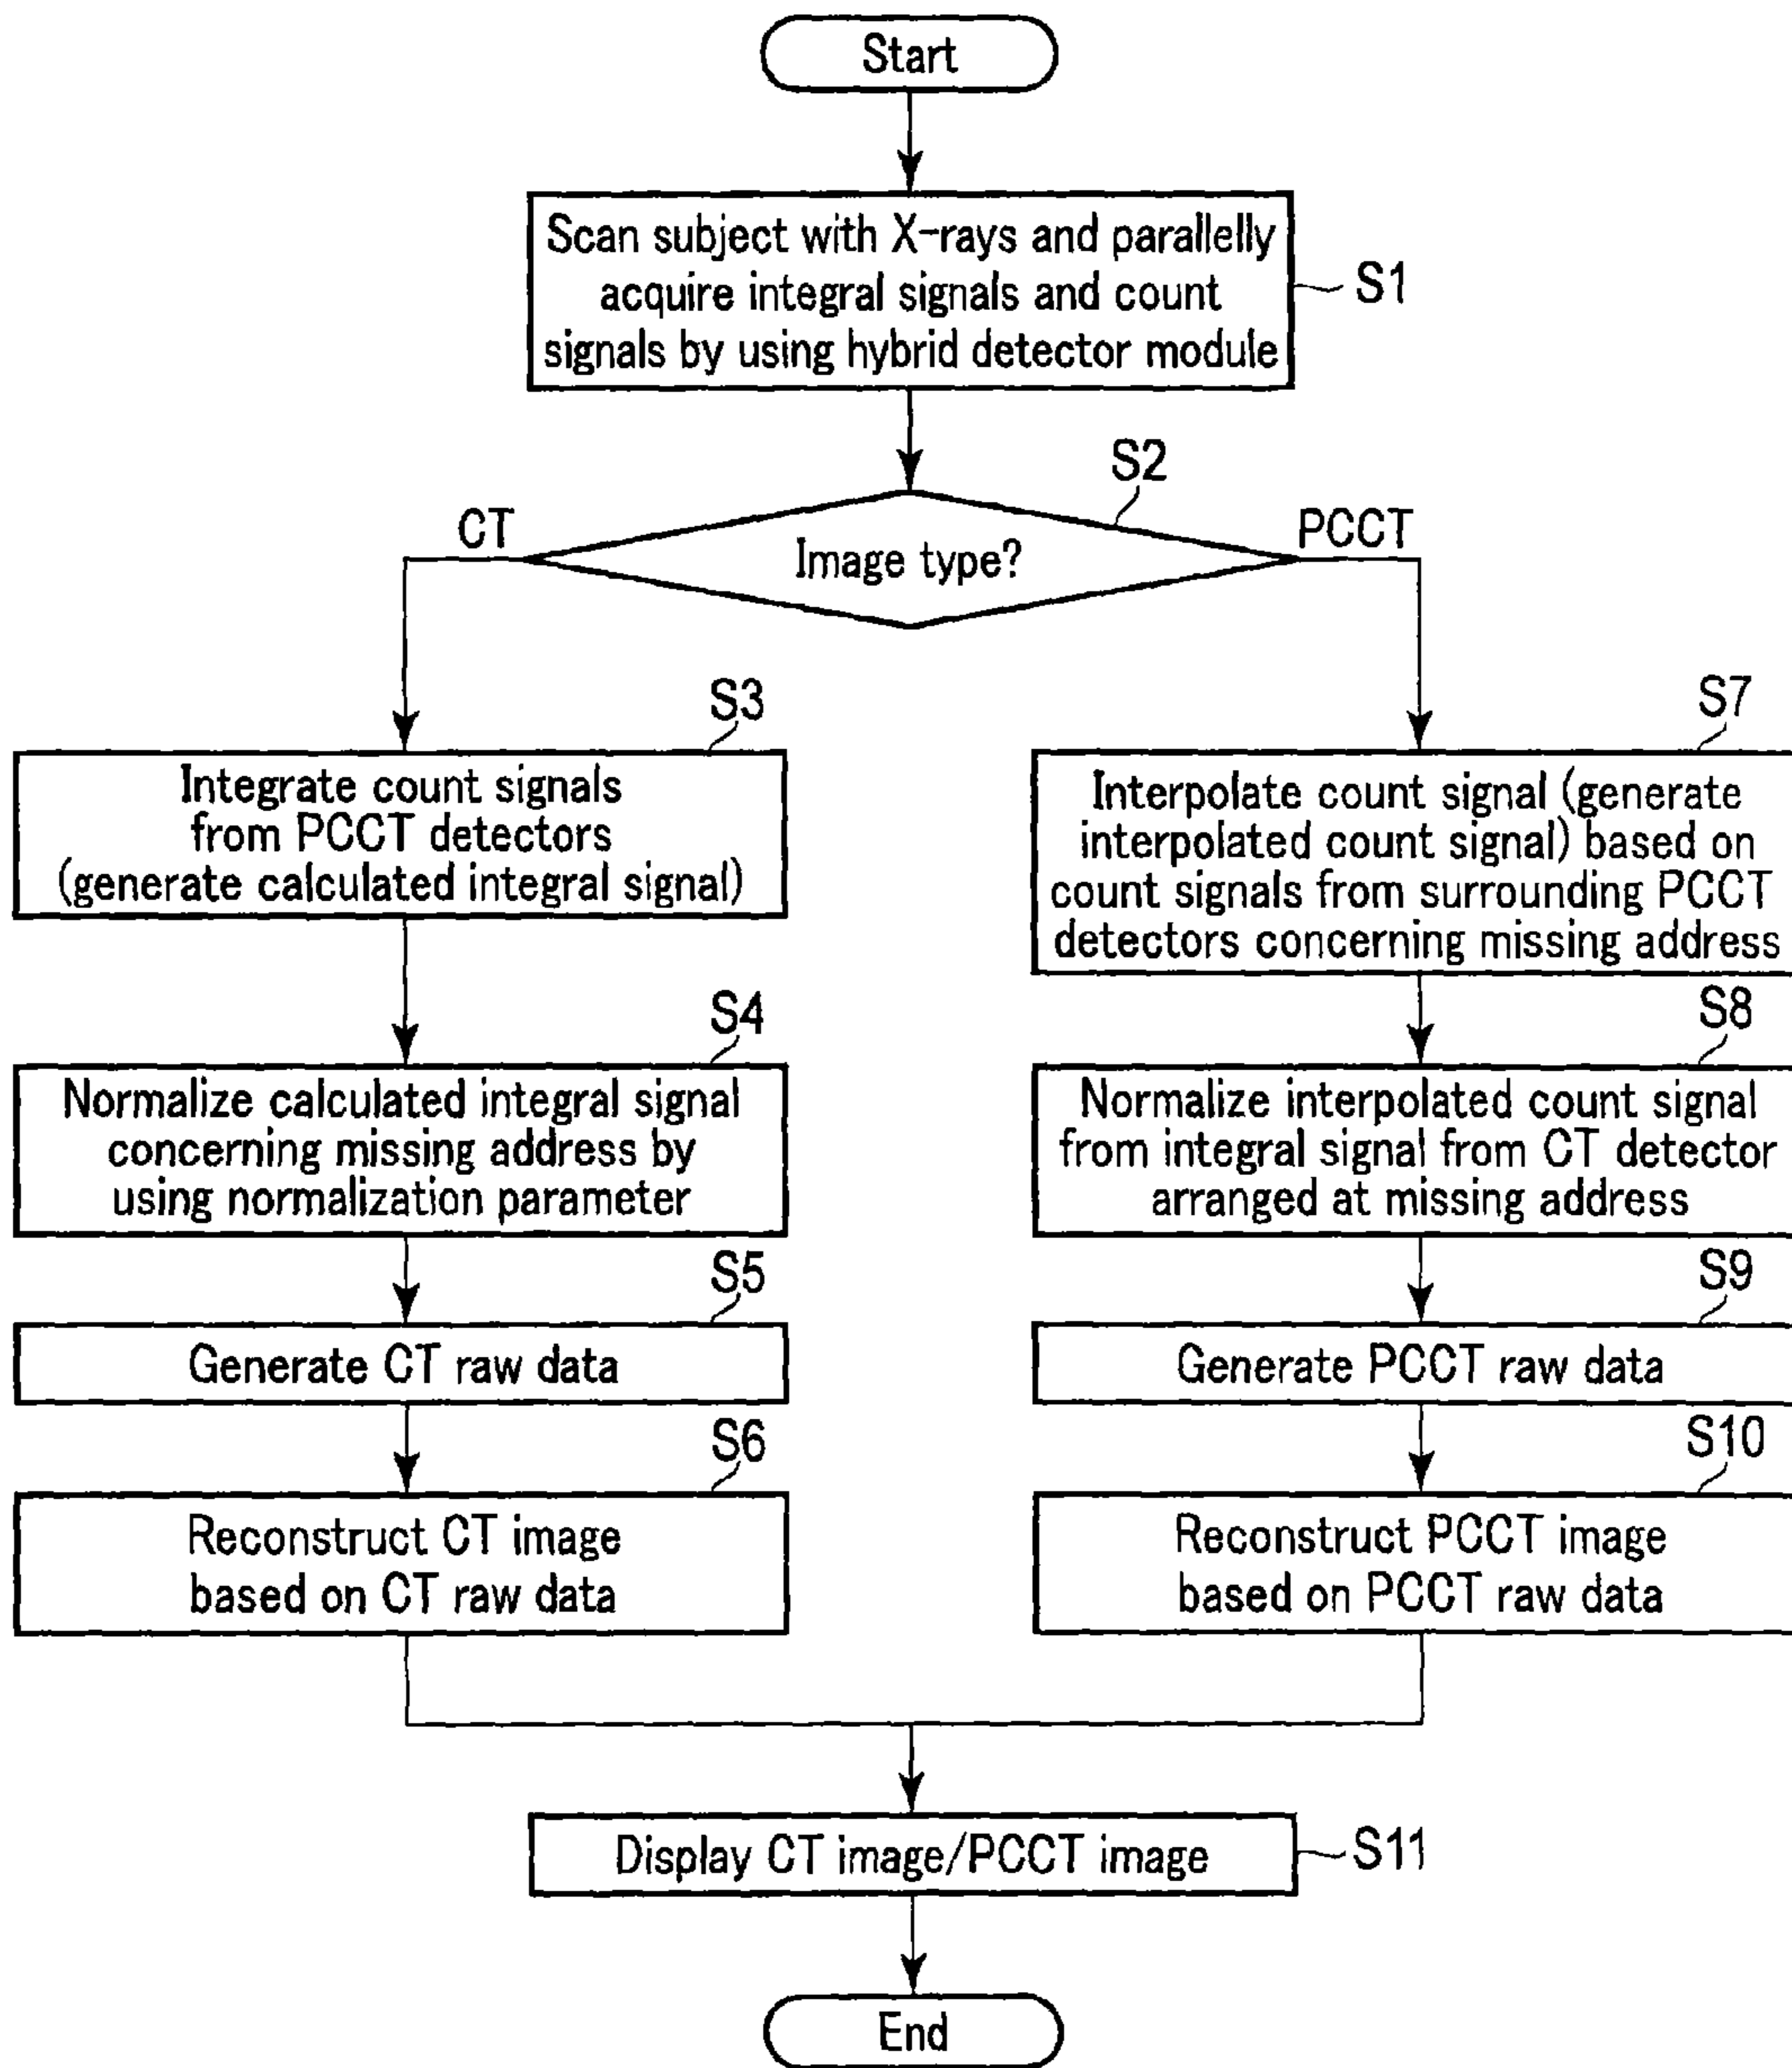 Start
Scan subject with X-rays and parallelly
acquire integral signals and count
signals by using hybrid detector module
S1
S2
CT
Image type?
PCCT
S3
Integrate count signals
from PCCT detectors
(generate calculated integral signal)
S4
Normalize calculated integral signal
concerning missing address by
using normalization parameter
S5
Generate CT raw data
S6
Reconstruct CT image
based on CT raw data
S7
Interpolate count signal (generate
interpolated count signal) based on
count signals from surrounding PCCT
detectors concerning missing address
S8
Normalize interpolated count signal
from integral signal from CT detector
arranged at missing address
S9
Generate PCCT raw data
S10
Reconstruct PCCT image
based on PCCT raw data
Display CT image/PCCT image
S11
End